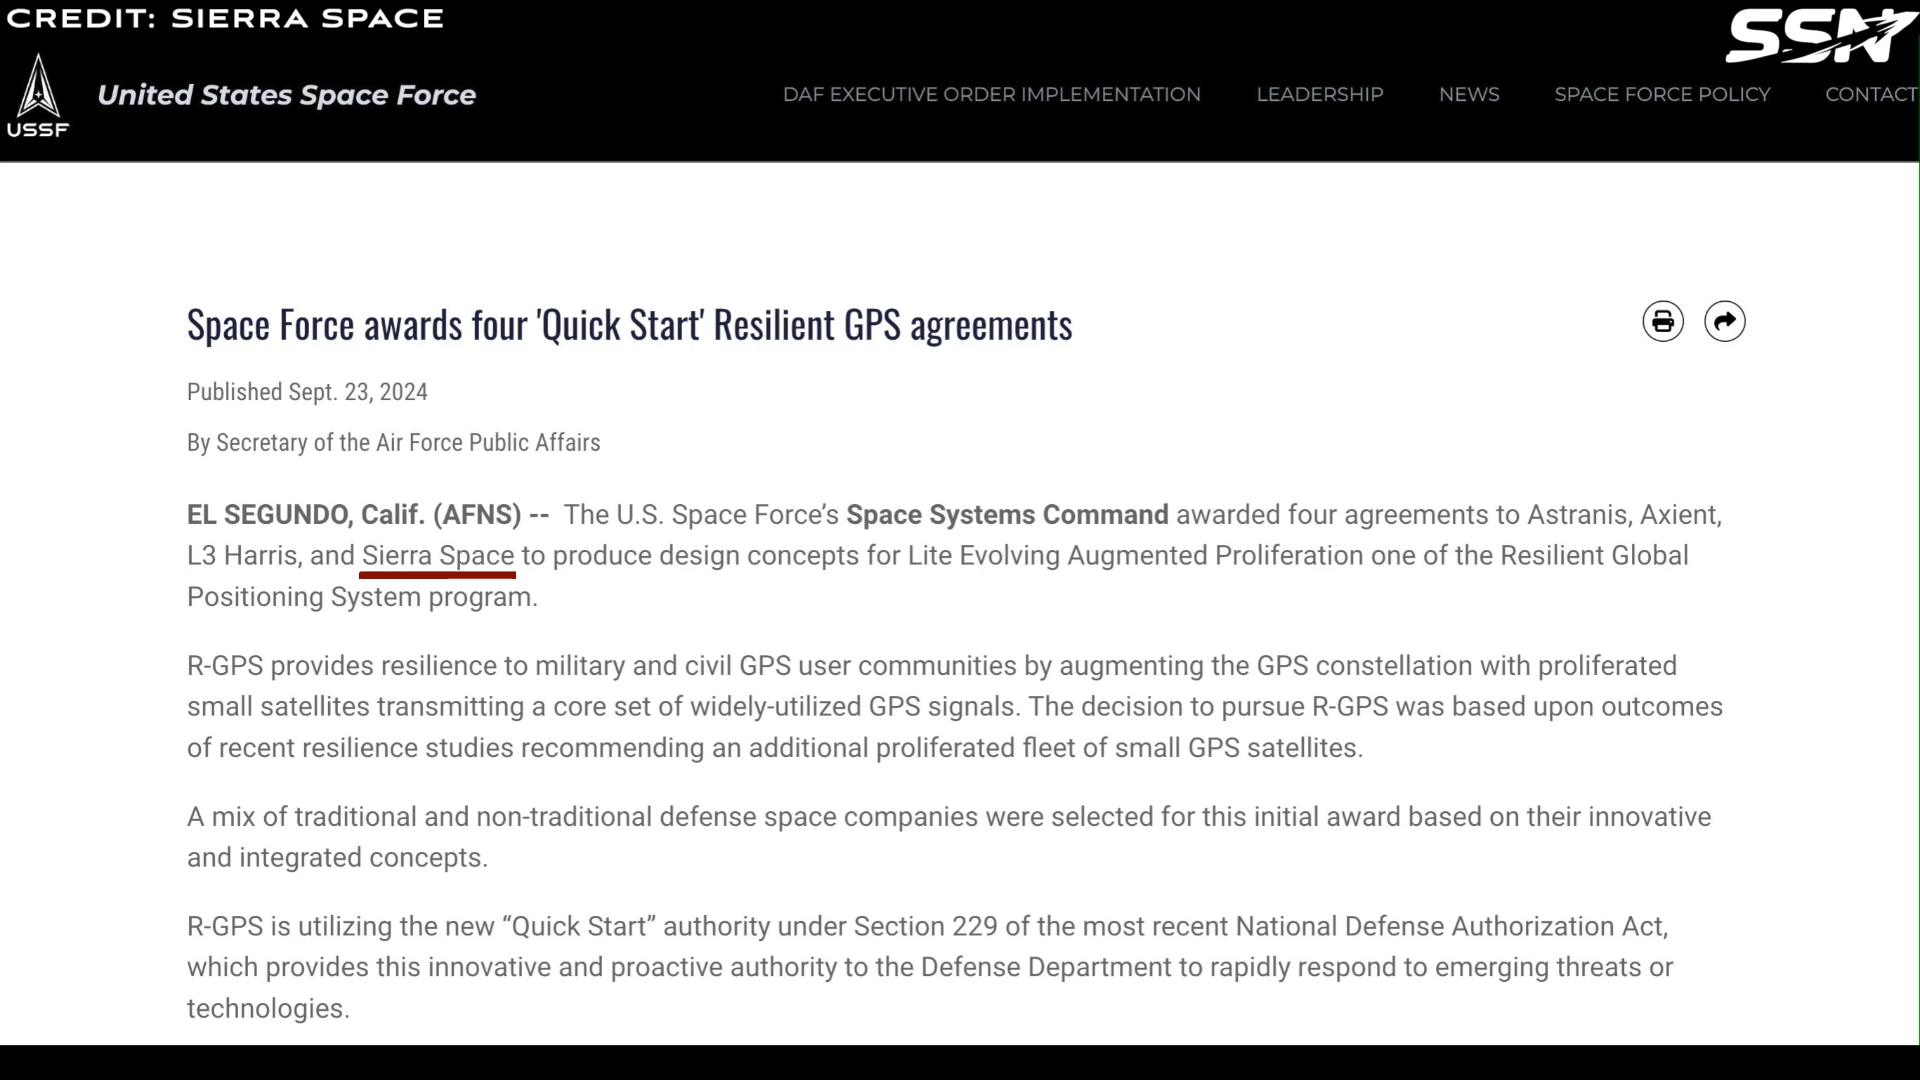 CREDIT: SIERRA SPACE
SSN
USSF
United States Space Force
DAF EXECUTIVE ORDER IMPLEMENTATION
LEADERSHIP
NEWS
SPACE FORCE POLICY
CONTACT
Space Force awards four 'Quick Start' Resilient GPS agreements
Published Sept. 23, 2024
By Secretary of the Air Force Public Affairs
EL SEGUNDO, Calif. (AFNS) -- The U.S. Space Force’s Space Systems Command awarded four agreements to Astranis, Axient,
L3 Harris, and Sierra Space to produce design concepts for Lite Evolving Augmented Proliferation one of the Resilient Global
Positioning System program.
R-GPS provides resilience to military and civil GPS user communities by augmenting the GPS constellation with proliferated
small satellites transmitting a core set of widely-utilized GPS signals. The decision to pursue R-GPS was based upon outcomes
of recent resilience studies recommending an additional proliferated fleet of small GPS satellites.
A mix of traditional and non-traditional defense space companies were selected for this initial award based on their innovative
and integrated concepts.
R-GPS is utilizing the new “Quick Start” authority under Section 229 of the most recent National Defense Authorization Act,
which provides this innovative and proactive authority to the Defense Department to rapidly respond to emerging threats or
technologies.